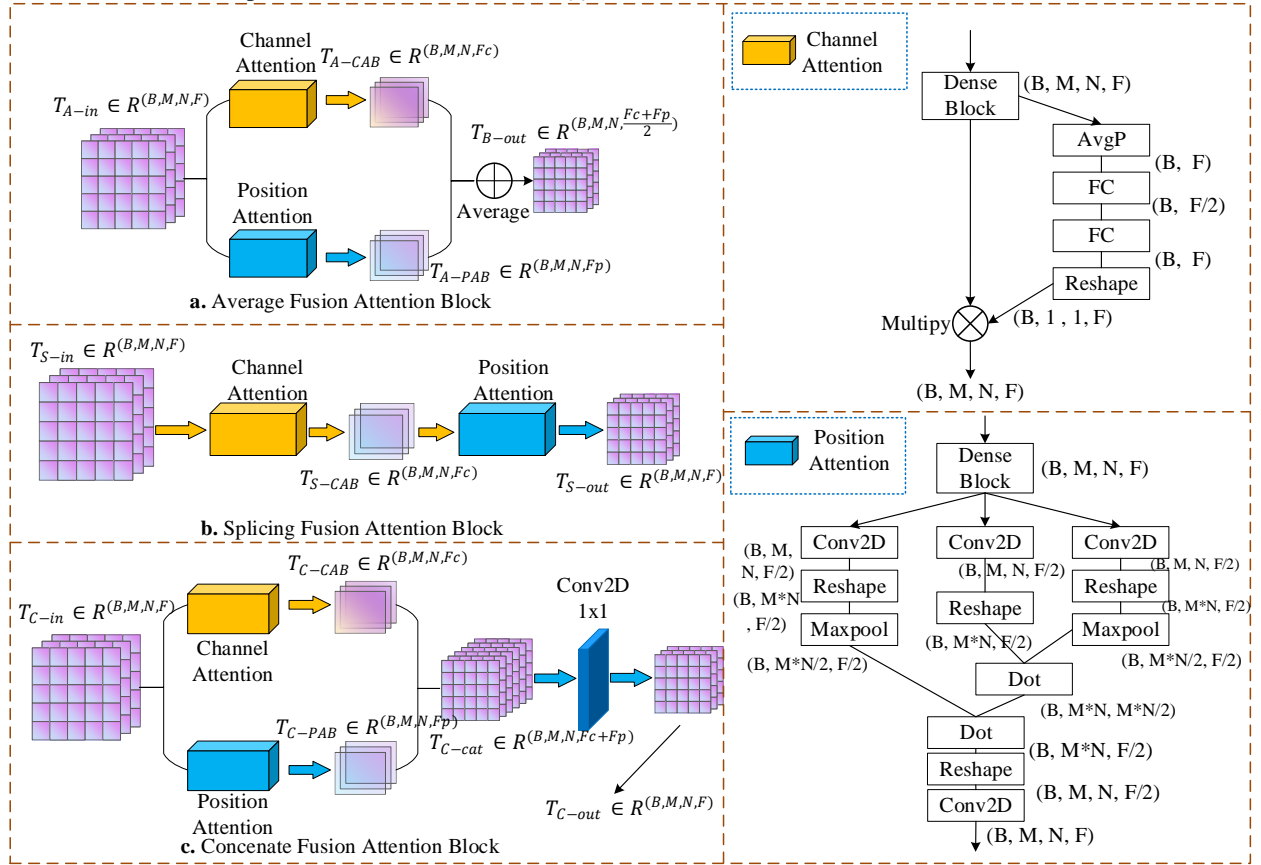 Channel
Attention
T_{A-CAB} ∈ R^{(B,M,N,Fc)}
T_{A-in} ∈ R^{(B,M,N,F)}
T_{B-out} ∈ R^{(B,M,N,\frac{Fc+Fp}{2})}
Position
Attention
Average
T_{A-PAB} ∈ R^{(B,M,N,Fp)}
a. Average Fusion Attention Block
T_{S-in} ∈ R^{(B,M,N,F)}
Channel
Attention
Position
Attention
T_{S-CAB} ∈ R^{(B,M,N,Fc)}
T_{S-out} ∈ R^{(B,M,N,F)}
b. Splicing Fusion Attention Block
T_{C-CAB} ∈ R^{(B,M,N,Fc)}
T_{C-in} ∈ R^{(B,M,N,F)}
Channel
Attention
Conv2D
1x1
T_{C-PAB} ∈ R^{(B,M,N,Fp)}
T_{C-cat} ∈ R^{(B,M,N,Fc+Fp)}
Position
Attention
T_{C-out} ∈ R^{(B,M,N,F)}
c. Concenate Fusion Attention Block
Channel
Attention
Dense
Block
(B, M, N, F)
AvgP
(B, F)
FC
(B, F/2)
FC
(B, F)
Reshape
Multipy
(B, 1 , 1, F)
(B, M, N, F)
Position
Attention
Dense
Block
(B, M, N, F)
Conv2D
(B, M,
N, F/2)
Reshape
(B, M*N
, F/2)
Maxpool
(B, M*N/2, F/2)
Conv2D
(B, M, N, F/2)
Reshape
(B, M*N, F/2)
Conv2D
(B, M, N, F/2)
Reshape
(B, M*N, F/2)
Maxpool
(B, M*N/2, F/2)
Dot
(B, M*N, M*N/2)
Dot
(B, M*N, F/2)
Reshape
(B, M, N, F/2)
Conv2D
(B, M, N, F)